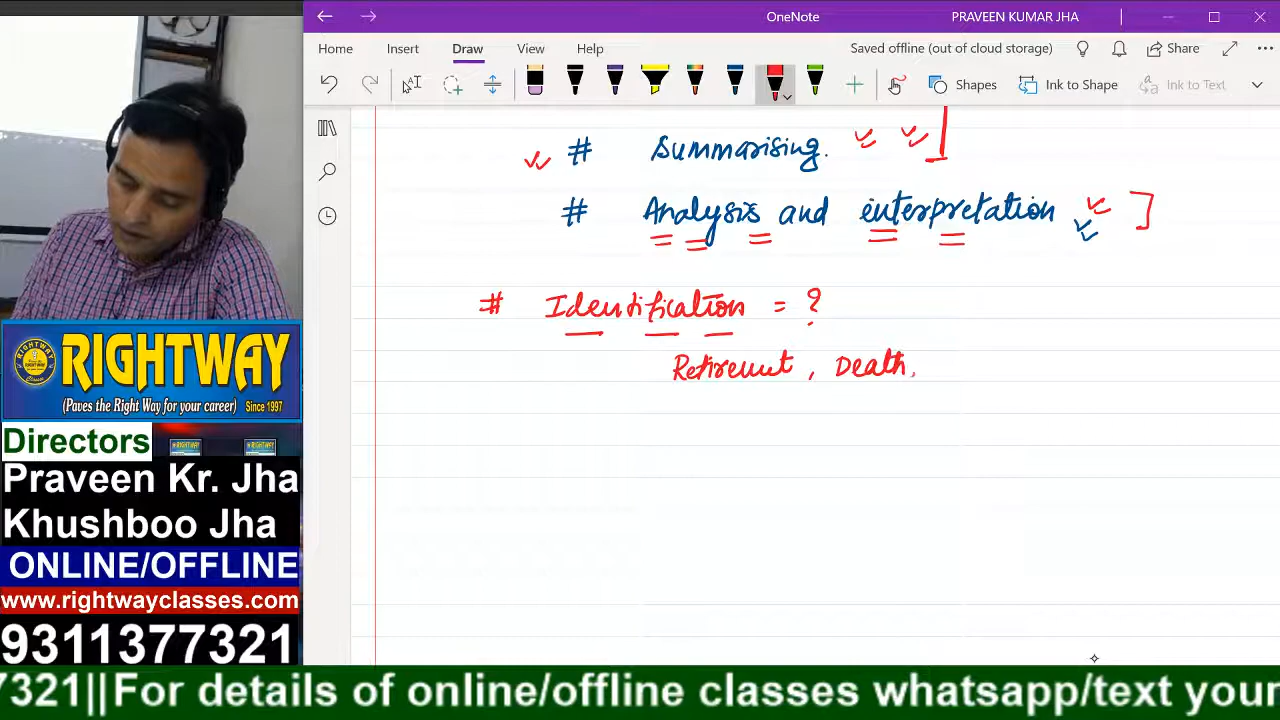 OneNote
PRAVEEN KUMAR JHA
Home Insert Draw View Help
Saved offline (out of cloud storage)
Share
Shapes
Ink to Shape
Ink to Text
# Summarising.
# Analysis and interpretation
# Identification = ?
Retirement, Death,
RIGHTWAY
(Paves the Right Way for your career) Since 1997
Directors
Praveen Kr. Jha
Khushboo Jha
ONLINE/OFFLINE
www.rightwayclasses.com
9311377321
7321||For details of online/offline classes whatsapp/text your